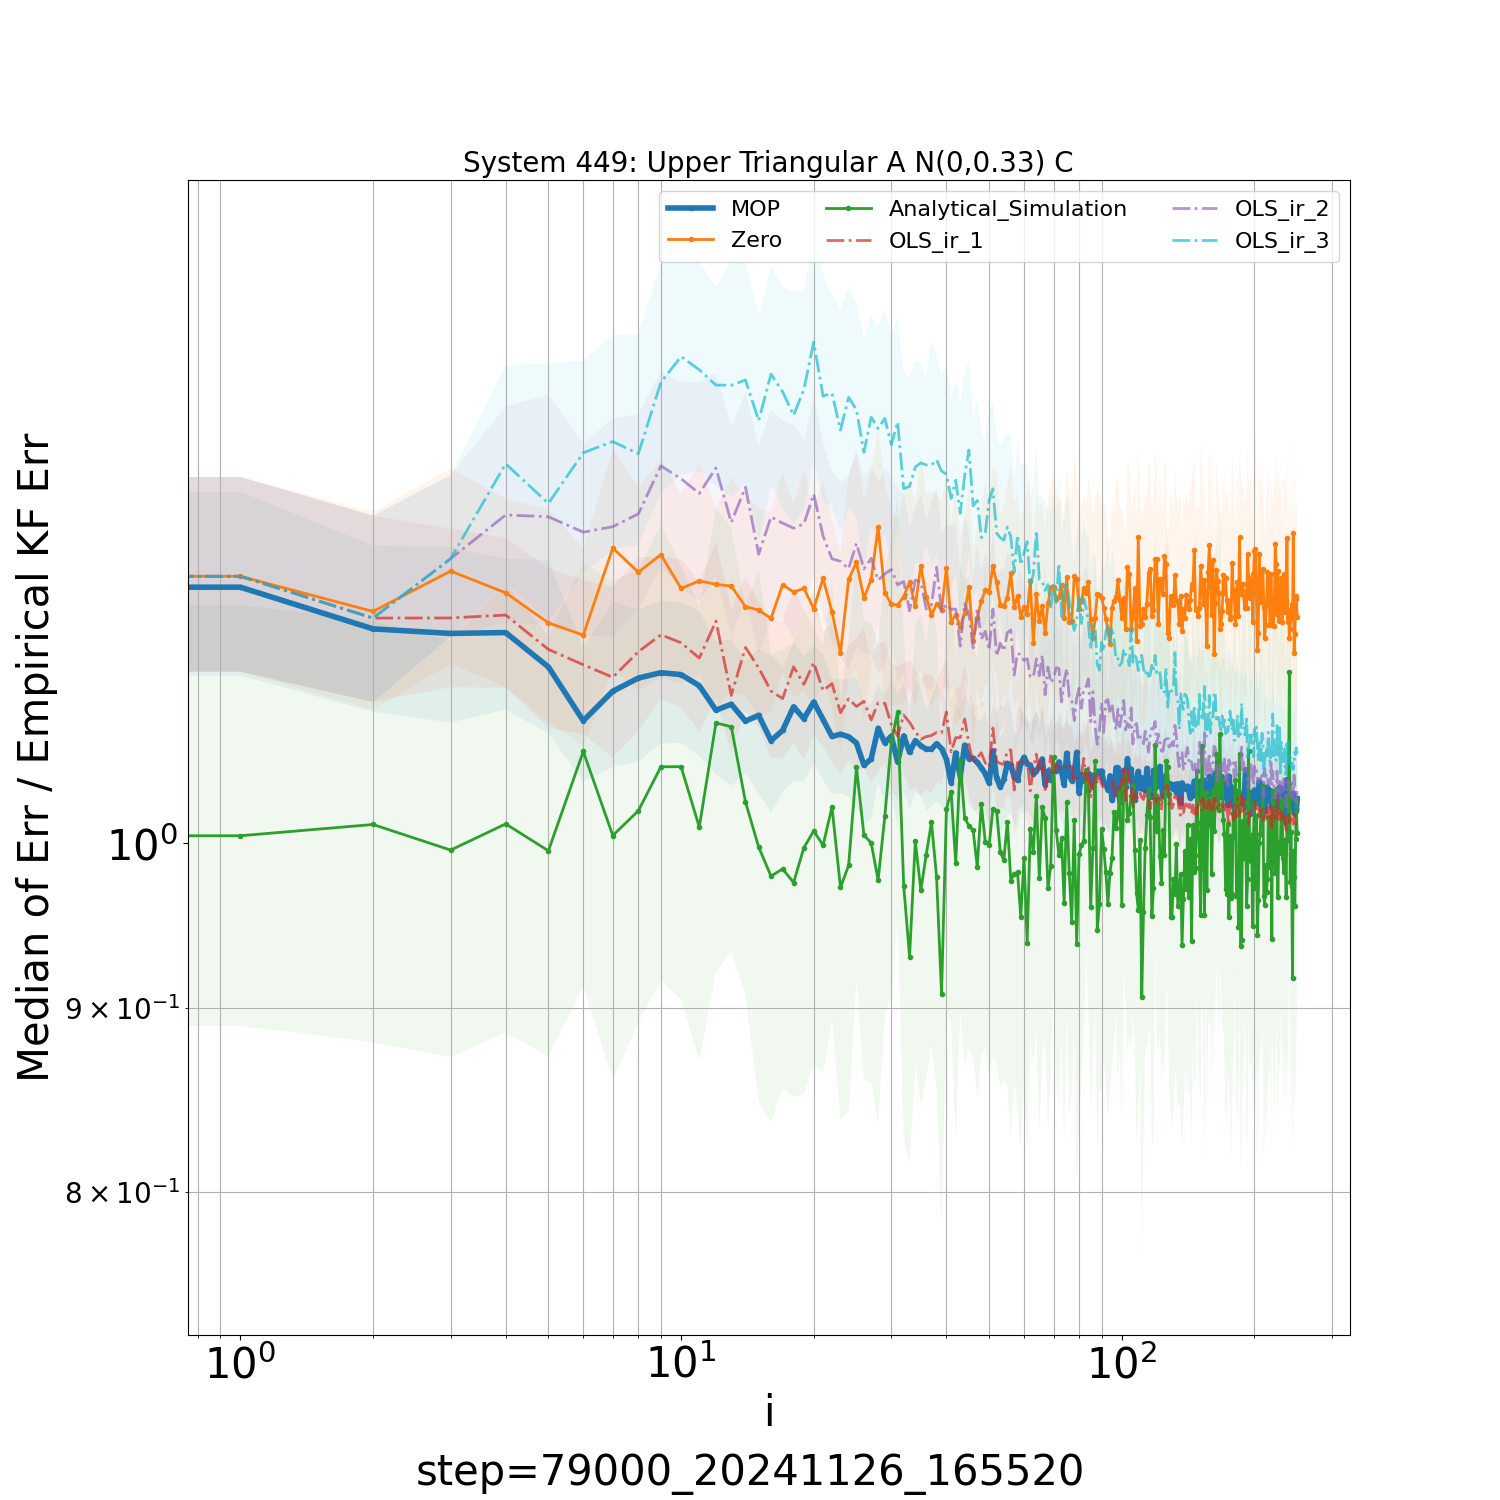 System 449: Upper Triangular A N(0,0.33) C
MOP
Zero
Analytical_Simulation
OLS_ir_1
OLS_ir_2
OLS_ir_3
Median of Err / Empirical KF Err
10⁰
9 × 10⁻¹
8 × 10⁻¹
10⁰ 10¹ 10²
i
step=79000_20241126_165520